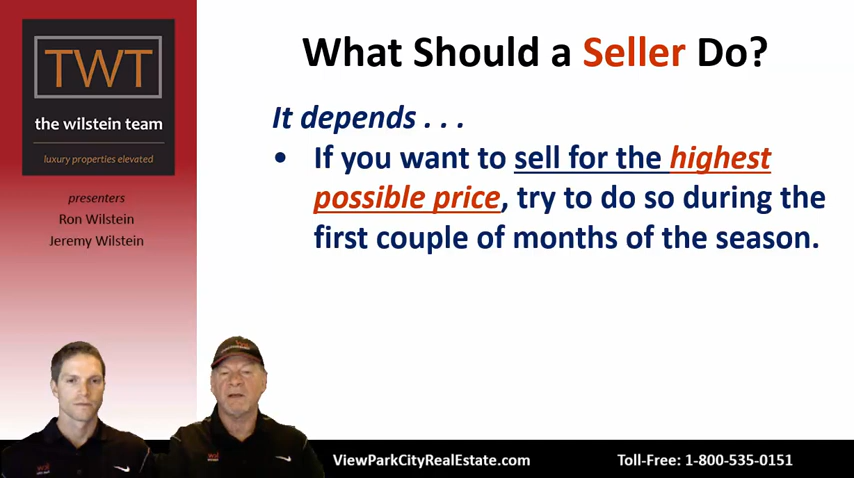 TWT
the wilstein team
luxury properties elevated
presenters
Ron Wilstein
Jeremy Wilstein
What Should a Seller Do?
It depends . . .
• If you want to sell for the highest
possible price, try to do so during the
first couple of months of the season.
ViewParkCityRealEstate.com
Toll-Free: 1-800-535-0151